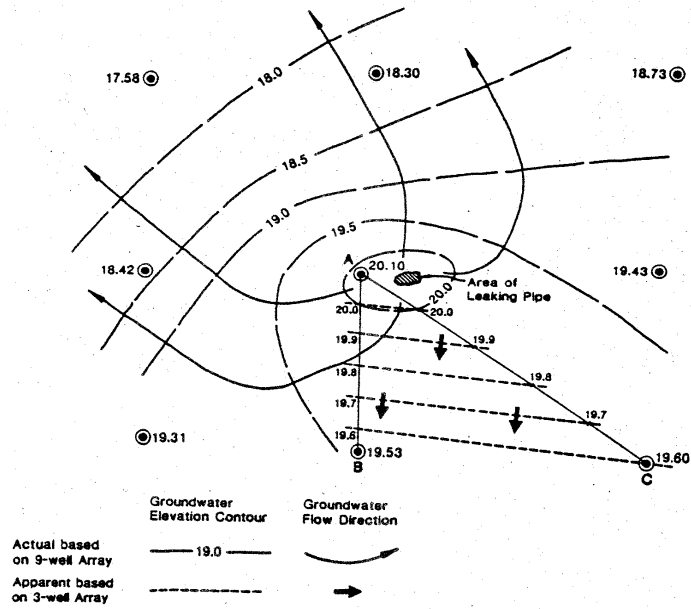 18.0
17.58
18.30
18.73
18.5
19.0
19.5
A
18.42
20.10
19.43
20.0
Area of
Leaking Pipe
20.0
20.0
19.9
19.9
19.8
19.8
19.7
19.7
19.6
19.31
B
19.53
19.60
C
Groundwater
Elevation Contour
Groundwater
Flow Direction
Actual based
on 9-well Array
19.0
Apparent based
on 3-well Array